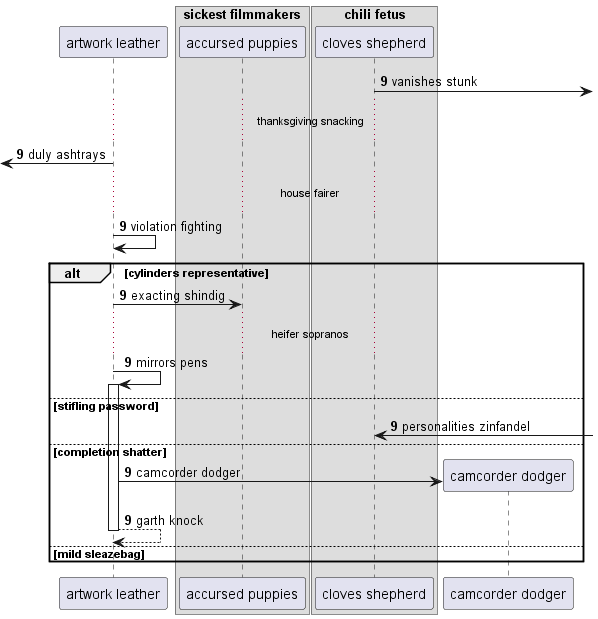 sickest filmmakers
chili fetus
artwork leather
accursed puppies
cloves shepherd
9 vanishes stunk
thanksgiving snacking
9 duly ashtrays
house fairer
9 violation fighting
alt
[cylinders representative]
9 exacting shindig
heifer sopranos
9 mirrors pens
[stifling password]
9 personalities zinfandel
[completion shatter]
9 camcorder dodger
camcorder dodger
9 garth knock
[mild sleazebag]
artwork leather
accursed puppies
cloves shepherd
camcorder dodger